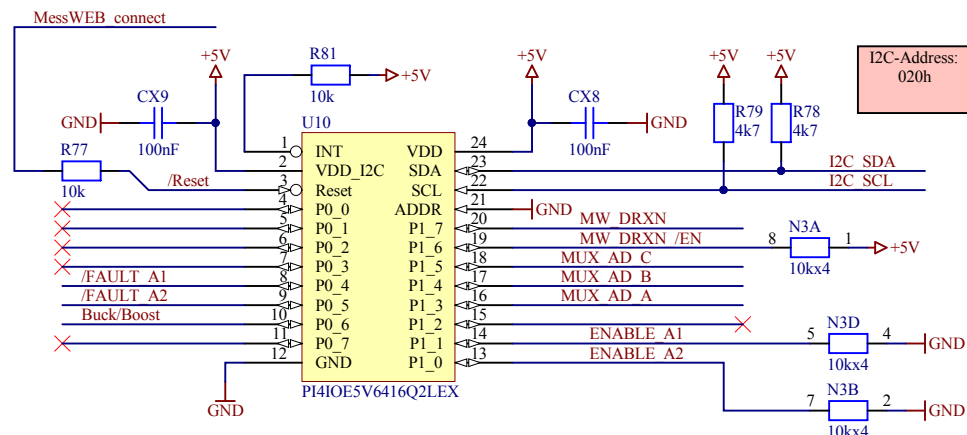 MessWEB_connect
+5V
R81
10k
+5V
+5V
+5V
+5V
I2C-Address:
020h
CX9
GND
100nF
CX8
GND
100nF
R79
4k7
R78
4k7
U10
R77
10k
/Reset
1
INT
VDD
24
2
VDD_I2C
SDA
23
I2C_SDA
3
Reset
SCL
22
I2C_SCL
4
P0_0
ADDR
21
GND
5
P0_1
P1_7
20
MW_DRXN
6
P0_2
P1_6
19
MW_DRXN_/EN
8
N3A
1
10kx4
+5V
7
P0_3
P1_5
18
MUX_AD_C
/FAULT_A1
8
P0_4
P1_4
17
MUX_AD_B
/FAULT_A2
9
P0_5
P1_3
16
MUX_AD_A
Buck/Boost
10
P0_6
P1_2
15
11
P0_7
P1_1
14
ENABLE_A1
5
N3D
4
10kx4
GND
12
GND
P1_0
13
ENABLE_A2
7
N3B
2
10kx4
GND
GND
PI4IOE5V6416Q2LEX